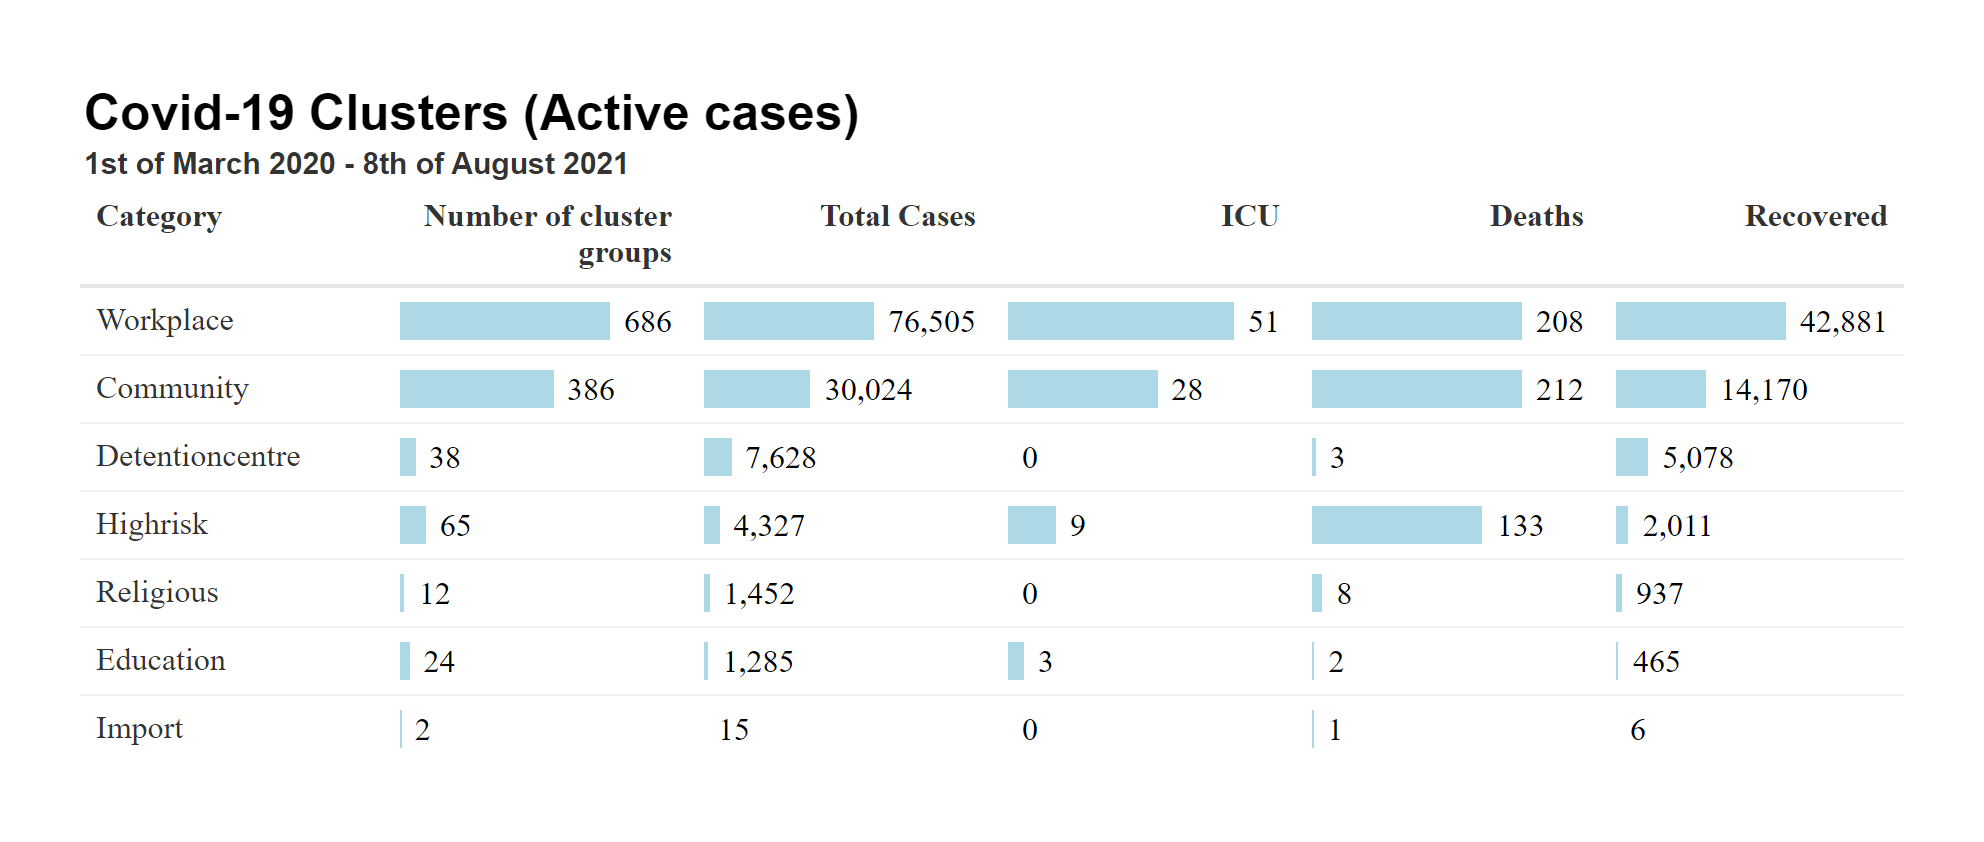 Covid-19 Clusters (Active cases)
1st of March 2020 - 8th of August 2021
Category Number of cluster groups Total Cases ICU Deaths Recovered
Workplace 686 76,505 51 208 42,881
Community 386 30,024 28 212 14,170
Detentioncentre 38 7,628 0 3 5,078
Highrisk 65 4,327 9 133 2,011
Religious 12 1,452 0 8 937
Education 24 1,285 3 2 465
Import 2 15 0 1 6